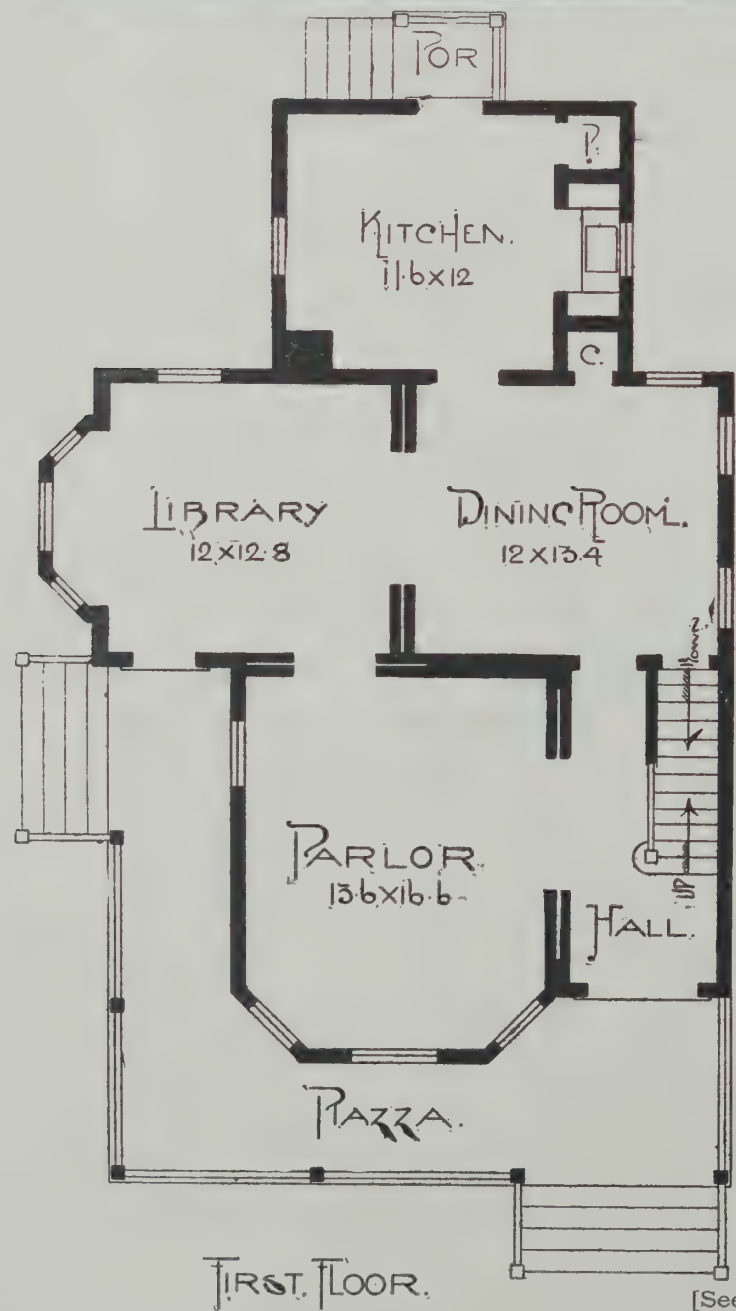 POR
P.
KITCHEN.
11.6x12
C.
LIBRARY
12x12.8
DINING ROOM.
12x13.4
DOWN
PARLOR.
13.6x16.6
UP
HALL.
PIAZZA.
FIRST. FLOOR.
[See